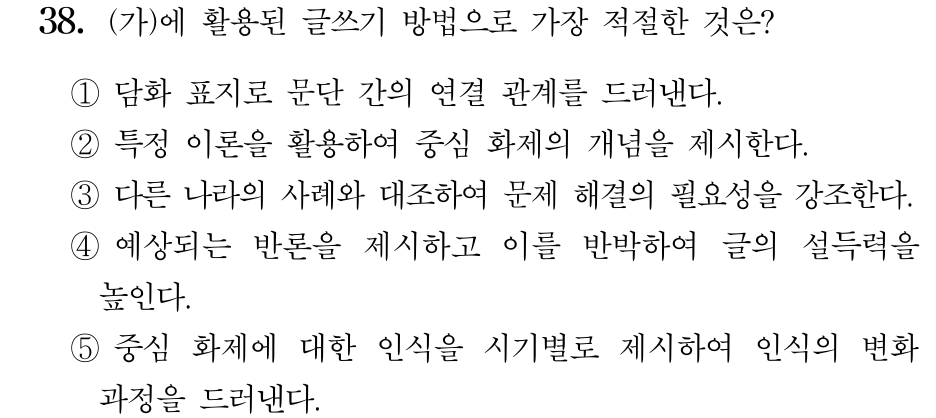 38. (가)에 활용된 글쓰기 방법으로 가장 적절한 것은?
① 담화 표지로 문단 간의 연결 관계를 드러낸다.
② 특정 이론을 활용하여 중심 화제의 개념을 제시한다.
③ 다른 나라의 사례와 대조하여 문제 해결의 필요성을 강조한다.
④ 예상되는 반론을 제시하고 이를 반박하여 글의 설득력을
높인다.
⑤ 중심 화제에 대한 인식을 시기별로 제시하여 인식의 변화
과정을 드러낸다.